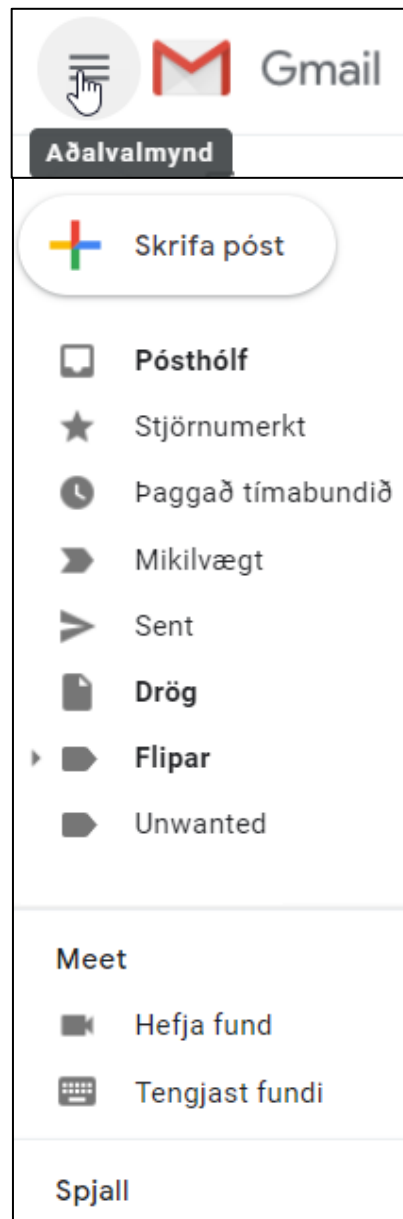 Gmail
Aðalvalmynd
Skrifa póst
Pósthólf
Stjörnumerkt
Þaggað tímabundið
Mikilvægt
Sent
Drög
Flipar
Unwanted
Meet
Hefja fund
Tengjast fundi
Spjall